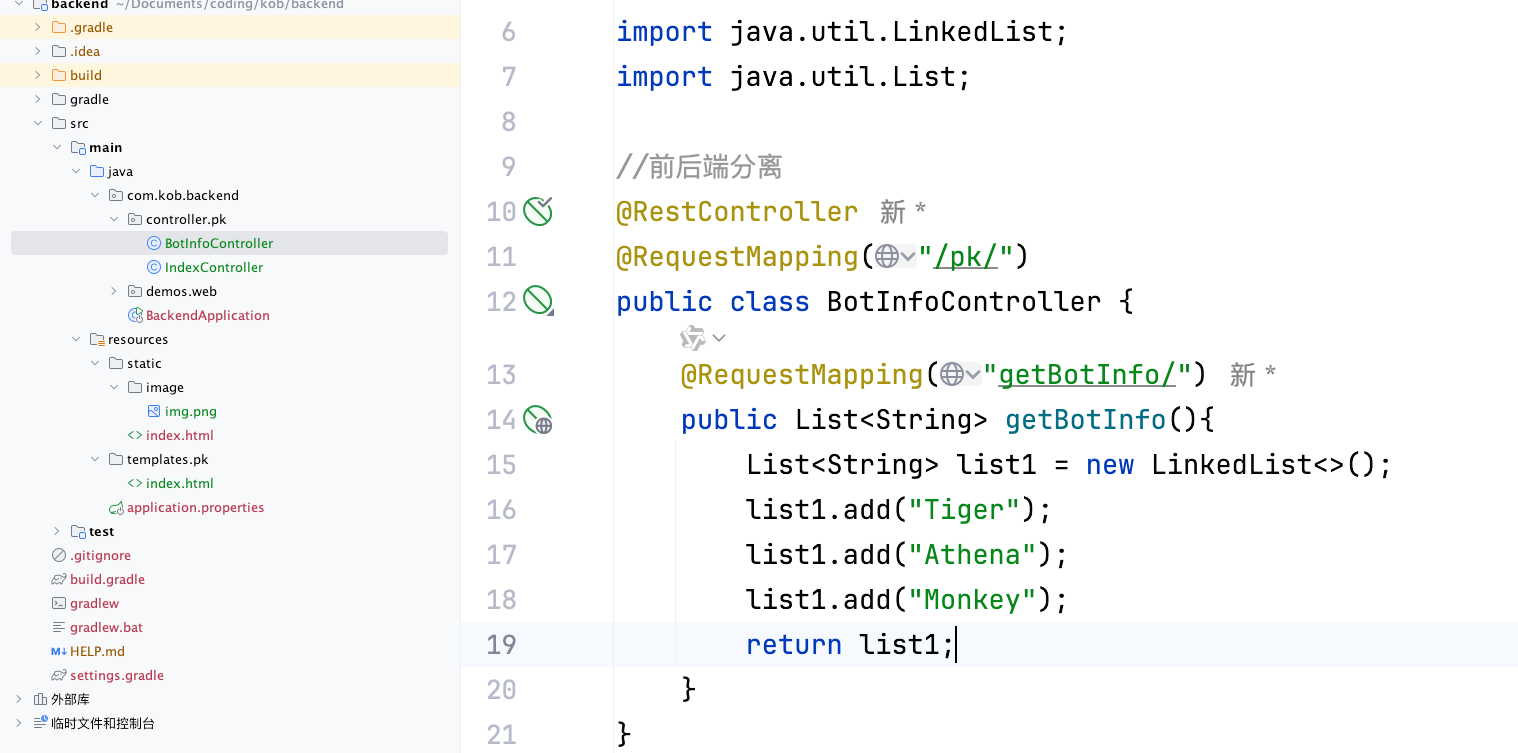 backend ~/Documents/coding/kob/backend
.gradle
.idea
build
gradle
src
main
java
com.kob.backend
controller.pk
BotInfoController
IndexController
demos.web
BackendApplication
resources
static
image
img.png
index.html
templates.pk
index.html
application.properties
test
.gitignore
build.gradle
gradlew
gradlew.bat
HELP.md
settings.gradle
外部库
临时文件和控制台
6 import java.util.LinkedList;
7 import java.util.List;
8
9 //前后端分离
10 @RestController 新 *
11 @RequestMapping("/pk/")
12 public class BotInfoController {
13 @RequestMapping("getBotInfo/") 新 *
14 public List<String> getBotInfo(){
15 List<String> list1 = new LinkedList<>();
16 list1.add("Tiger");
17 list1.add("Athena");
18 list1.add("Monkey");
19 return list1;
20 }
21 }